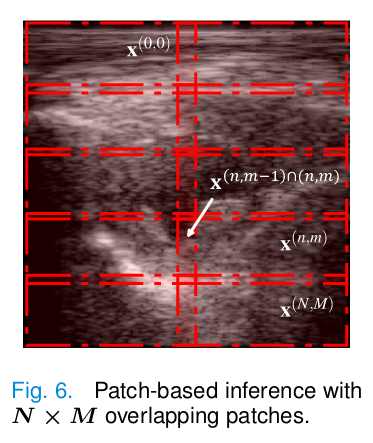 x^{(0,0)}
x^{(n,m-1)∩(n,m)}
x^{(n,m)}
x^{(N,M)}
Fig. 6. Patch-based inference with
N × M overlapping patches.